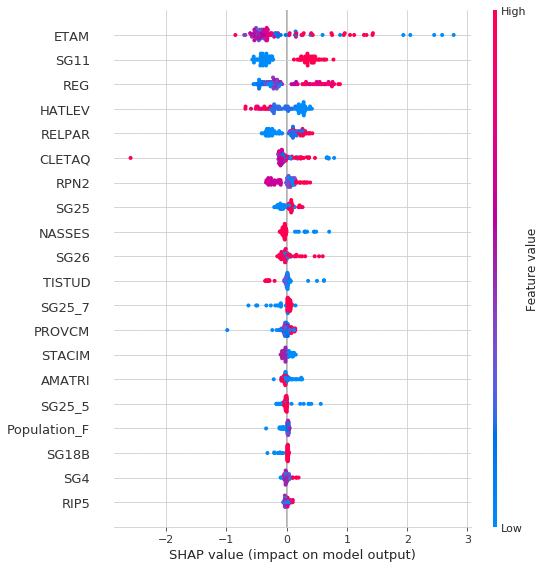 High
ETAM
SG11
REG
HATLEV
RELPAR
CLETAQ
RPN2
SG25
NASSES
SG26
TISTUD
SG25_7
PROVCM
STACIM
AMATRI
SG25_5
Population_F
SG18B
SG4
RIP5
Feature value
Low
−2 −1 0 1 2 3
SHAP value (impact on model output)